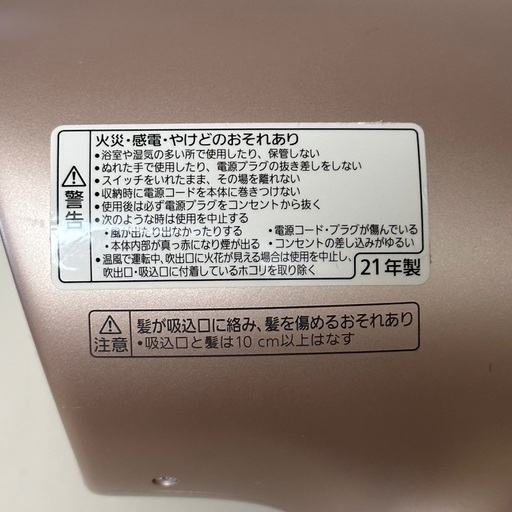 警告
火災・感電・やけどのおそれあり
•浴室や湿気の多い所で使用したり、保管しない
•ぬれた手で使用したり、電源プラグの抜き差しをしない
•スイッチをいれたまま、その場を離れない
•収納時に電源コードを本体に巻きつけない
•使用後は必ず電源プラグをコンセントから抜く
•次のような時は使用を中止する
・風が出たり出なかったりする ・電源コード・プラグが傷んでいる
・本体内部が真っ赤になり煙が出る ・コンセントの差し込みがゆるい
•温風で運転中、吹出口に火花が見える場合は使用を中止し、
吹出口・吸込口に付着しているホコリを取り除く
21年製
注意
髪が吸込口に絡み、髪を傷めるおそれあり
•吸込口と髪は10cm以上はなす